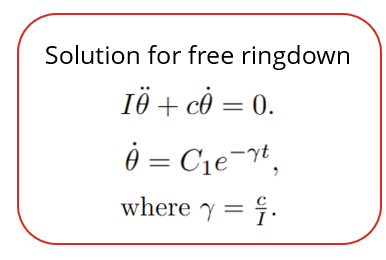 Solution for free ringdown
Iθ̈ + cθ̇ = 0.
θ̇ = C₁e^{−γt},
where γ = c/I.